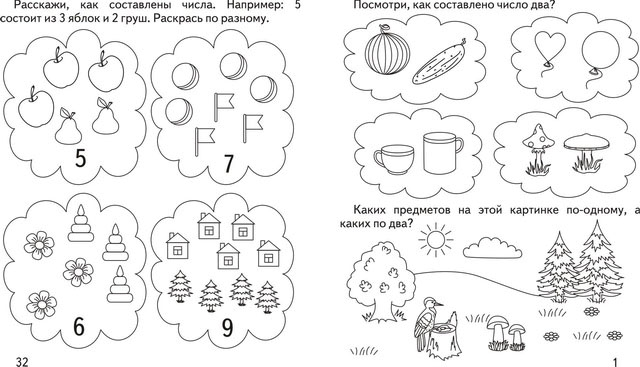 Расскажи, как составлены числа. Например: 5
состоит из 3 яблок и 2 груш. Раскрась по разному.
5
7
6
9
32
Посмотри, как составлено число два?
Каких предметов на этой картинке по-одному, а
каких по два?
1